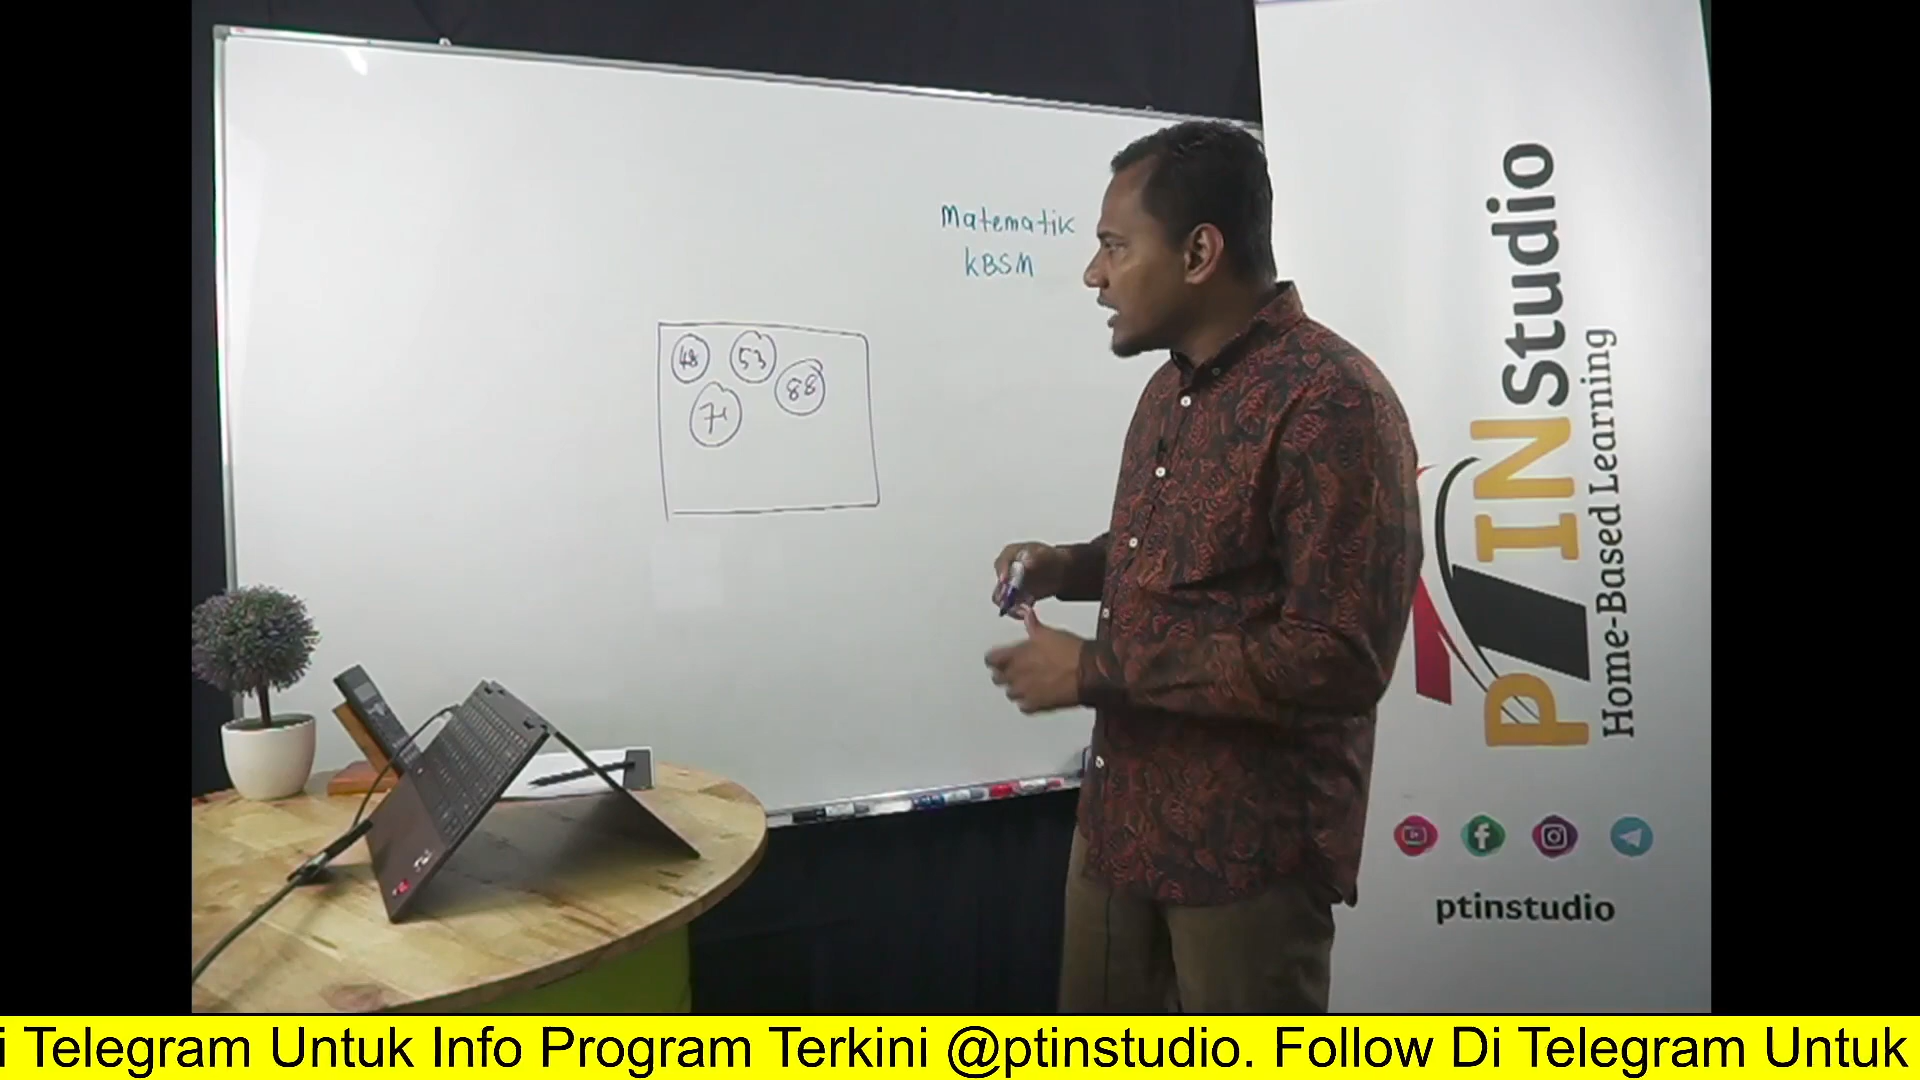 Matematik
KBSM
48
53
88
71
PTIN Studio
Home-Based Learning
ptinstudio
i Telegram Untuk Info Program Terkini @ptinstudio. Follow Di Telegram Untuk